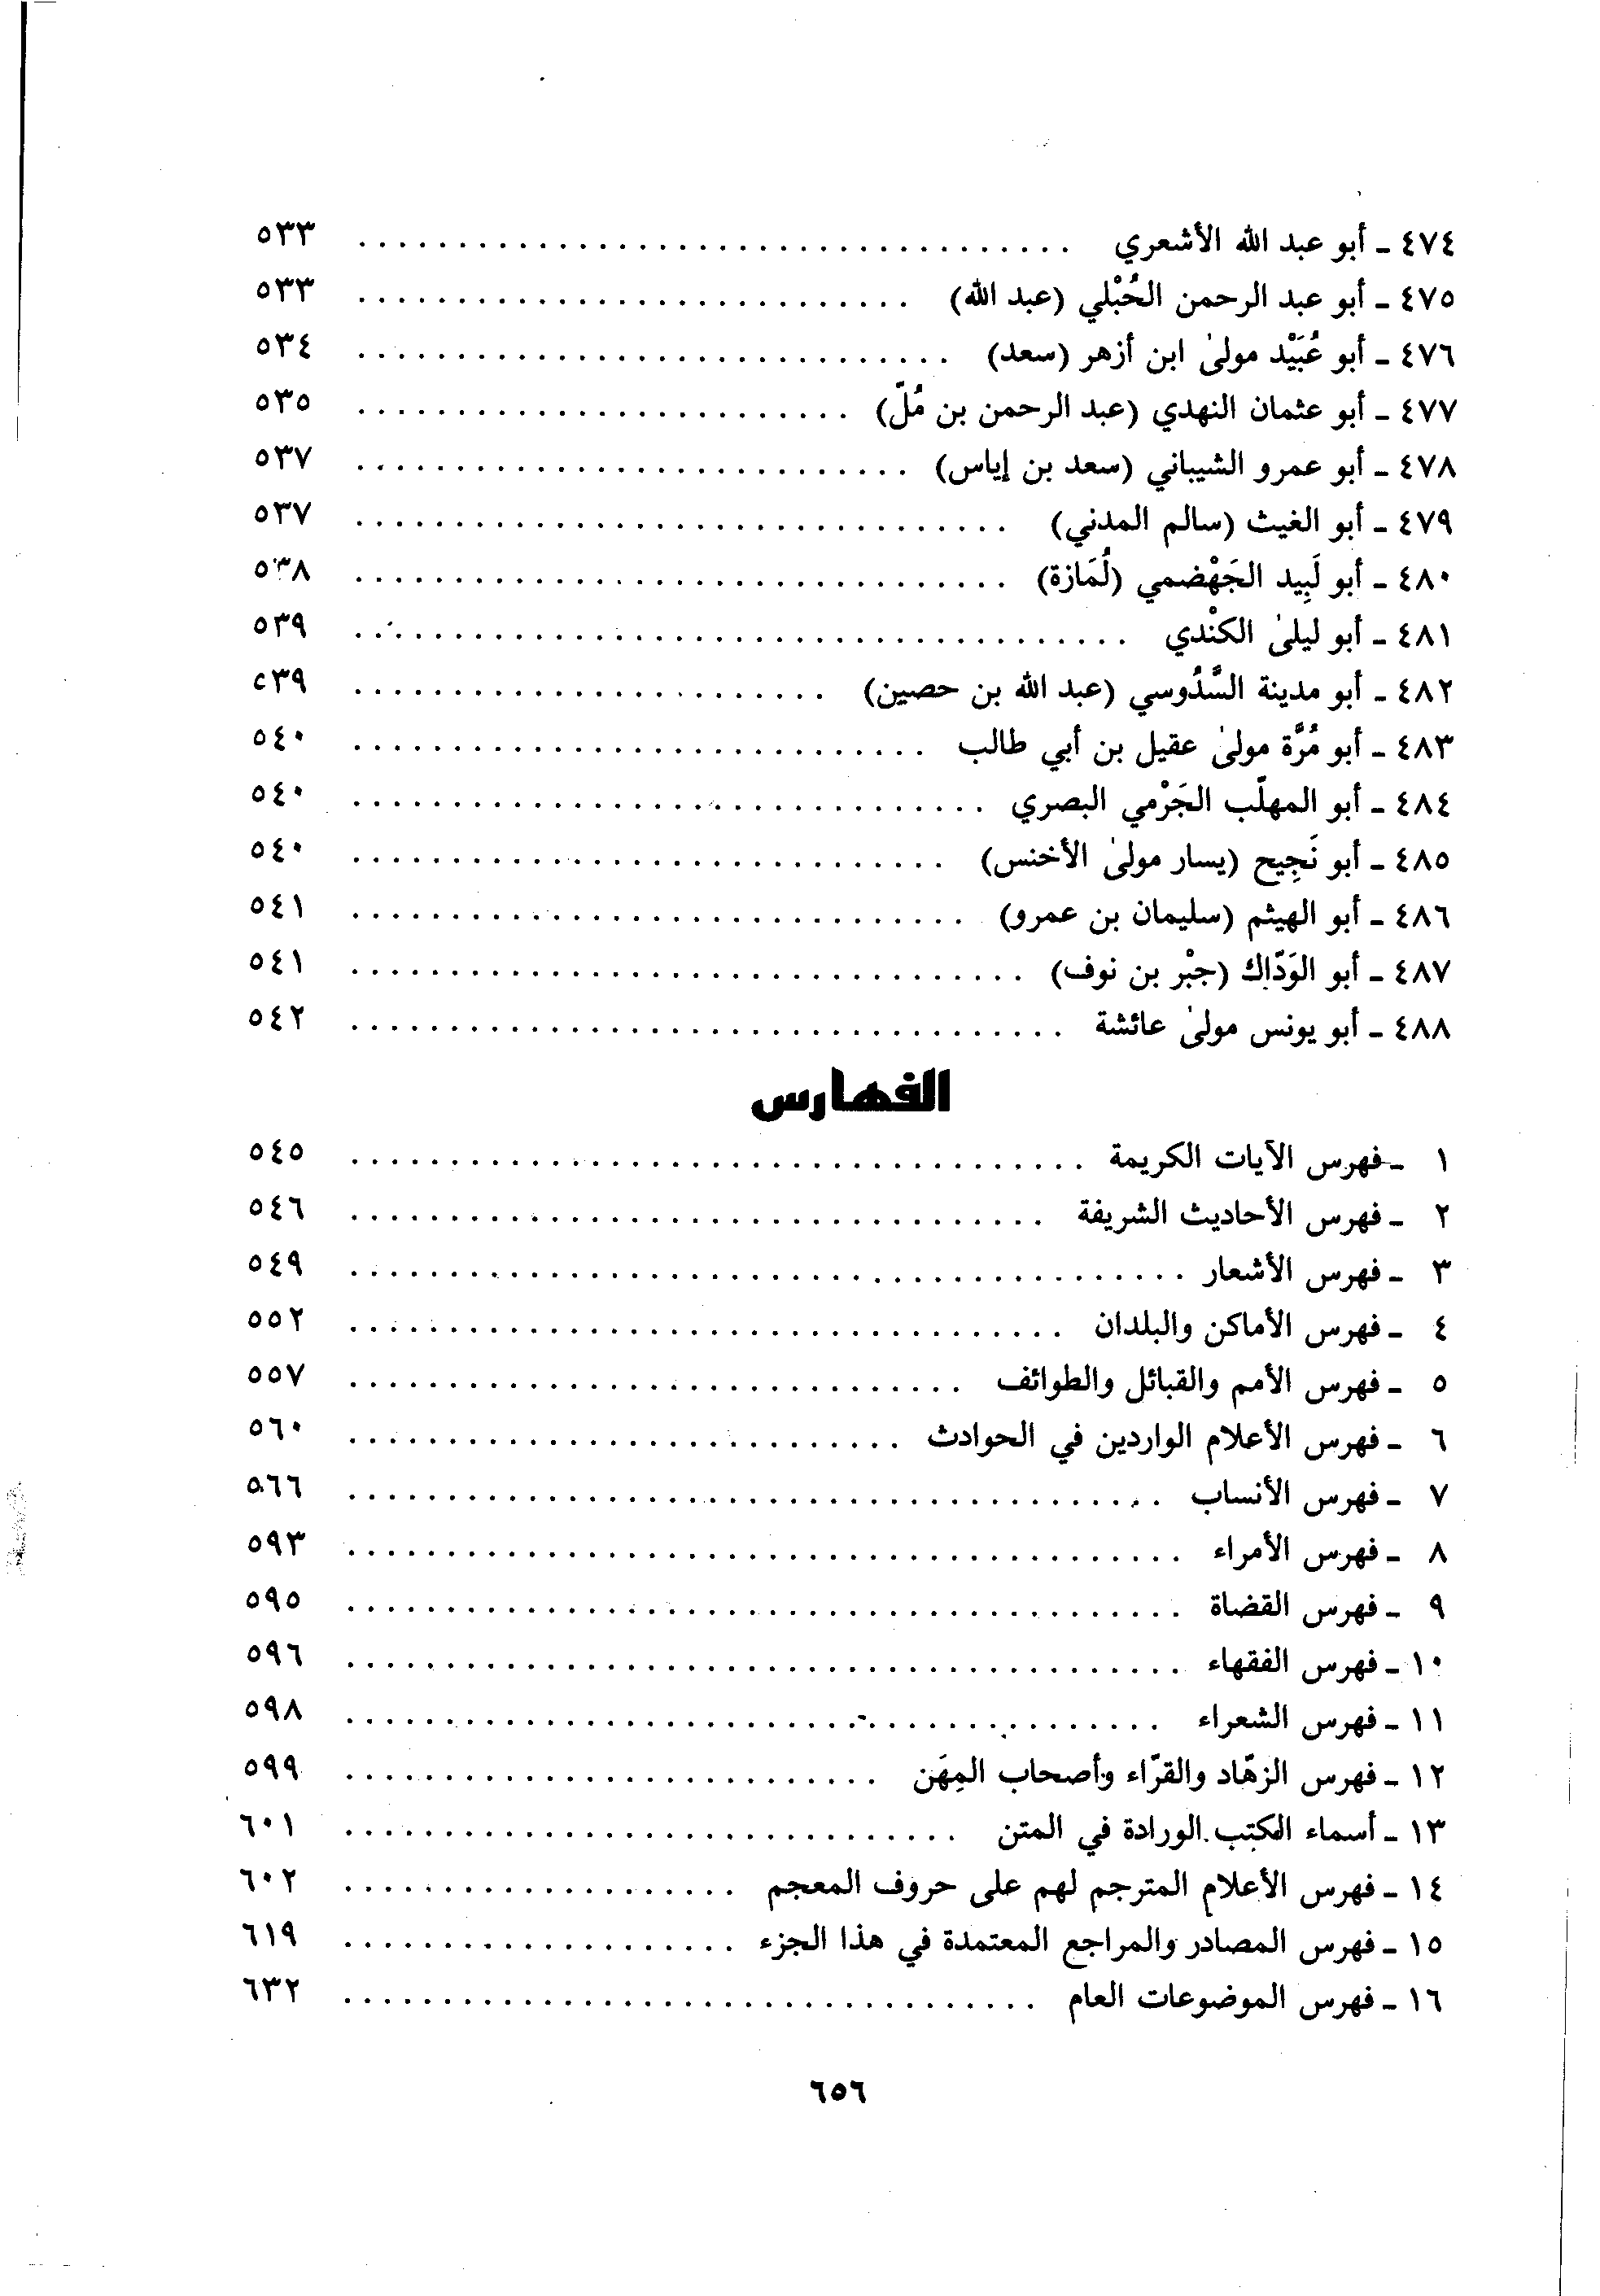 ٤٧٤ ـ أبو عبد الله الأشعري . . . . . . . . . . ٥٣٣
٤٧٥ ـ أبو عبد الرحمن الحُبْلي (عبد الله) . . . . . . . . . . ٥٣٣
٤٧٦ ـ أبو عُبَيْد مولىٰ ابن أزهر (سعد) . . . . . . . . . . ٥٣٤
٤٧٧ ـ أبو عثمان النهدي (عبد الرحمن بن مُلّ) . . . . . . . . . . ٥٣٥
٤٧٨ ـ أبو عمرو الشيباني (سعد بن إياس) . . . . . . . . . . ٥٣٧
٤٧٩ ـ أبو الغيث (سالم المدني) . . . . . . . . . . ٥٣٧
٤٨٠ ـ أبو لَبِيد الجَهْضمي (لُمَازة) . . . . . . . . . . ٥٣٨
٤٨١ ـ أبو ليلىٰ الكنْدي . . . . . . . . . . ٥٣٩
٤٨٢ ـ أبو مدينة السَّدُوسي (عبد الله بن حصين) . . . . . . . . . . ٥٣٩
٤٨٣ ـ أبو مُرَّة مولىٰ عقيل بن أبي طالب . . . . . . . . . . ٥٤٠
٤٨٤ ـ أبو المهلّب الجَرْمي البصري . . . . . . . . . . ٥٤٠
٤٨٥ ـ أبو نَجِيح (يسار مولىٰ الأخنس) . . . . . . . . . . ٥٤٠
٤٨٦ ـ أبو الهيثم (سليمان بن عمرو) . . . . . . . . . . ٥٤١
٤٨٧ ـ أبو الوَدّاك (جبْر بن نوف) . . . . . . . . . . ٥٤١
٤٨٨ ـ أبو يونس مولىٰ عائشة . . . . . . . . . . ٥٤٢
الفهارس
١ ـ فهرس الآيات الكريمة . . . . . . . . . . ٥٤٥
٢ ـ فهرس الأحاديث الشريفة . . . . . . . . . . ٥٤٦
٣ ـ فهرس الأشعار . . . . . . . . . . ٥٤٩
٤ ـ فهرس الأماكن والبلدان . . . . . . . . . . ٥٥٢
٥ ـ فهرس الأمم والقبائل والطوائف . . . . . . . . . . ٥٥٧
٦ ـ فهرس الأعلام الواردين في الحوادث . . . . . . . . . . ٥٦٠
٧ ـ فهرس الأنساب . . . . . . . . . . ٥٦٦
٨ ـ فهرس الأمراء . . . . . . . . . . ٥٩٣
٩ ـ فهرس القضاة . . . . . . . . . . ٥٩٥
١٠ ـ فهرس الفقهاء . . . . . . . . . . ٥٩٦
١١ ـ فهرس الشعراء . . . . . . . . . . ٥٩٨
١٢ ـ فهرس الزهّاد والقرّاء وأصحاب المِهَن . . . . . . . . . . ٥٩٩
١٣ ـ أسماء الكتب الورادة في المتن . . . . . . . . . . ٦٠١
١٤ ـ فهرس الأعلام المترجم لهم على حروف المعجم . . . . . . . . . . ٦٠٢
١٥ ـ فهرس المصادر والمراجع المعتمدة في هذا الجزء . . . . . . . . . . ٦١٩
١٦ ـ فهرس الموضوعات العام . . . . . . . . . . ٦٣٢
٦٥٦